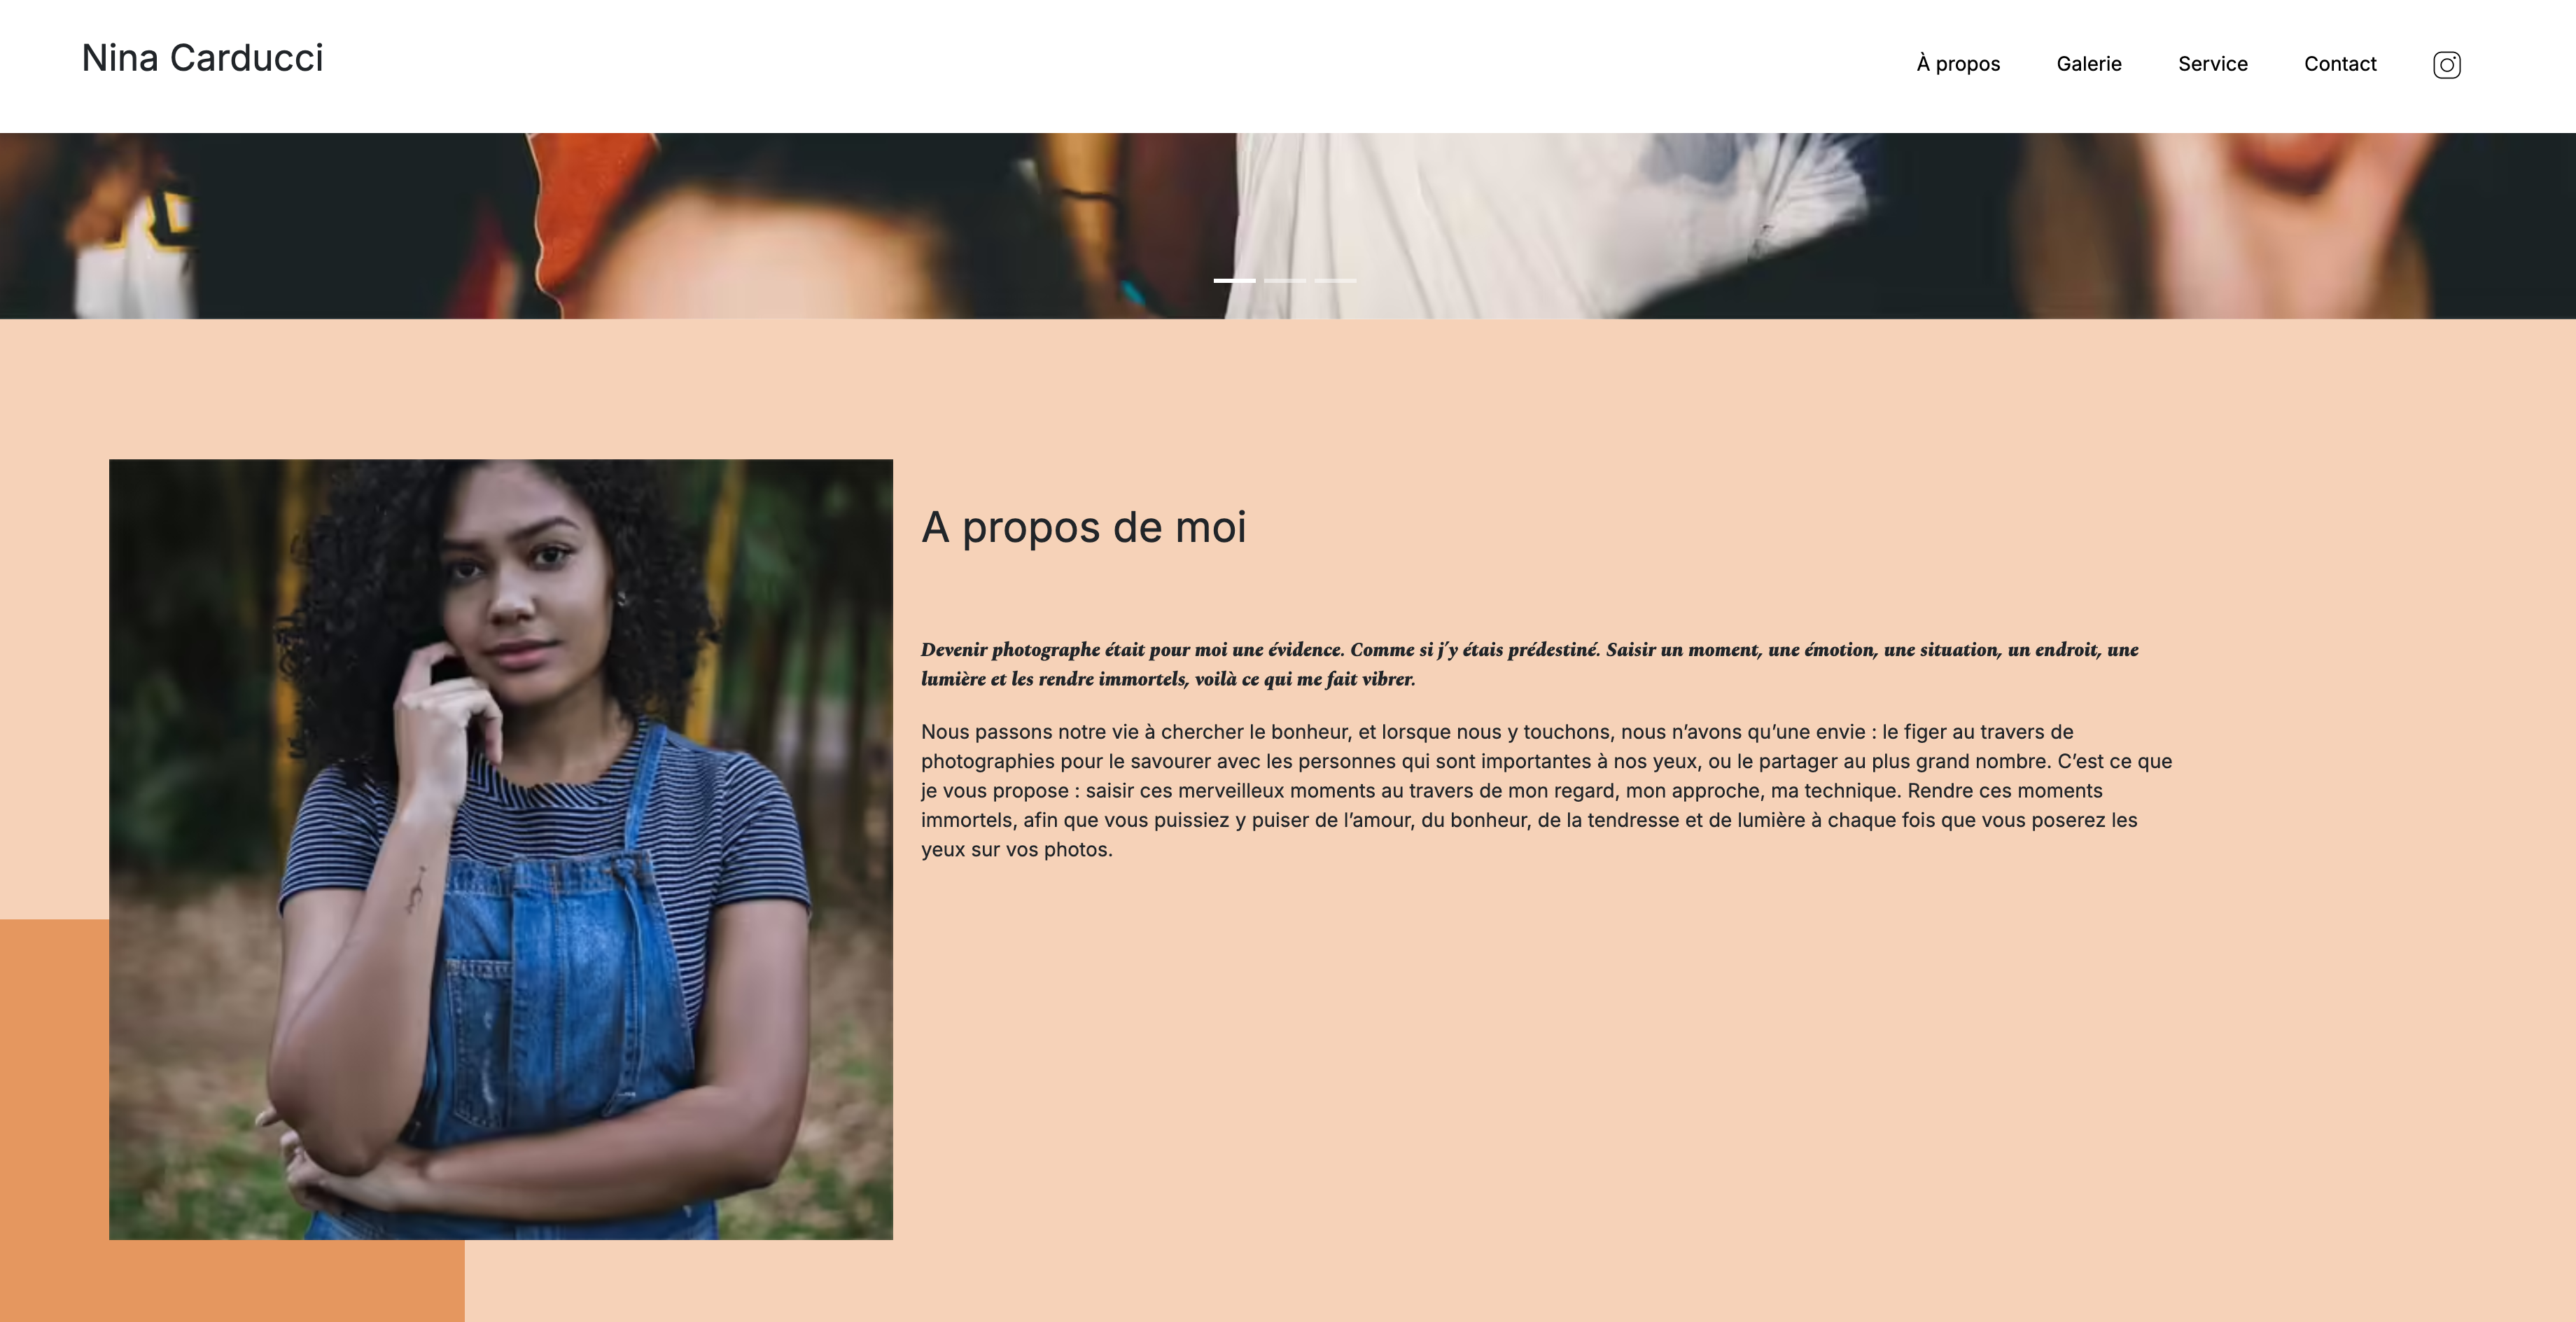 Nina Carducci
À propos Galerie Service Contact
A propos de moi
Devenir photographe était pour moi une évidence. Comme si j’y étais prédestiné. Saisir un moment, une émotion, une situation, un endroit, une
lumière et les rendre immortels, voilà ce qui me fait vibrer.
Nous passons notre vie à chercher le bonheur, et lorsque nous y touchons, nous n’avons qu’une envie : le figer au travers de
photographies pour le savourer avec les personnes qui sont importantes à nos yeux, ou le partager au plus grand nombre. C’est ce que
je vous propose : saisir ces merveilleux moments au travers de mon regard, mon approche, ma technique. Rendre ces moments
immortels, afin que vous puissiez y puiser de l’amour, du bonheur, de la tendresse et de lumière à chaque fois que vous poserez les
yeux sur vos photos.